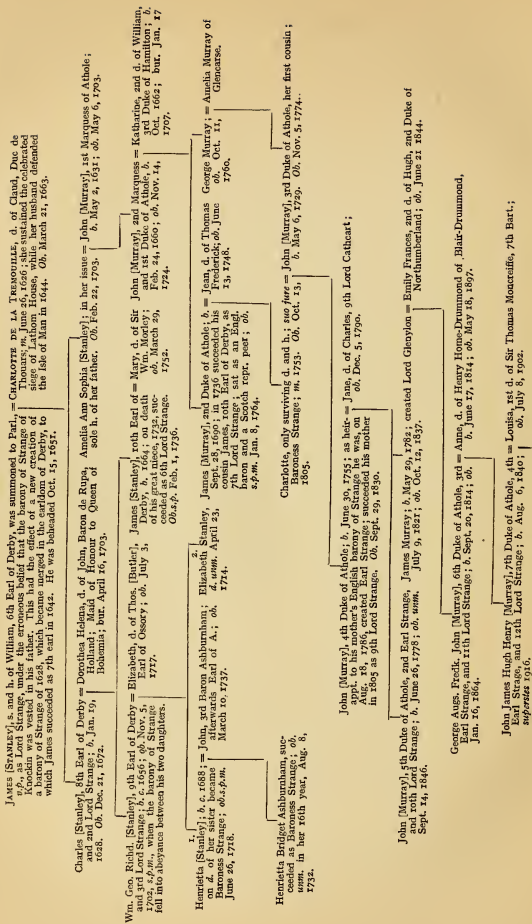 JAMES [STANLEY], s. and h. of William, 6th Earl of Derby, was summoned to Parl.,
v.p., as Lord Strange, under the erroneous belief that the barony of Strange of
Knockin was vested in his father. This had the effect of a new creation of
a barony of Strange of 1628, which became merged in the earldom of Derby, to
which James succeeded as 7th earl in 1642. He was beheaded Oct. 15, 1651.
= CHARLOTTE DE LA TREMOUILLE, d. of Claud, Duc de
Thouars; m. June 26, 1626; she sustained the celebrated
siege of Lathom House, while her husband defended
the Isle of Man in 1644. Ob. March 21, 1663.
Charles [Stanley], 8th Earl of Derby
and 2nd Lord Strange; b. Jan. 19,
1628. Ob. Dec. 21, 1672.
= Dorothea Helena, d. of John, Baron de Rupa,
Holland; Maid of Honour to Queen of
Bohemia; bur. April 16, 1703.
Amelia Ann Sophia [Stanley]; in her issue
sole h. of her father. Ob. Feb. 22, 1703.
= John [Murray], 1st Marquess of Athole;
b. May 2, 1631; ob. May 6, 1703.
Wm. Geo. Richd. [Stanley], 9th Earl of Derby
and 3rd Lord Strange; b. c. 1656; ob. Nov. 5,
1702, s.p.m., when the barony of Strange
fell into abeyance between his two daughters.
= Elizabeth, d. of Thos. [Butler],
Earl of Ossory; ob. July 3,
1717.
James [Stanley], 10th Earl of
Derby, b. 1664; on death
of his great niece, 1732, suc-
ceeded as 6th Lord Strange.
Ob.s.p. Feb. 1, 1736.
= Mary, d. of Sir
Wm. Morley;
ob. March 29,
1752.
John [Murray], 2nd Marquess
and 1st Duke of Athole, b.
Feb. 24, 1660; ob. Nov. 14,
1724.
= Katharine, 2nd d. of William,
3rd Duke of Hamilton; b.
Oct. 1662; bur. Jan. 17
1707.
1.
Henrietta [Stanley]; b. c. 1688;
on d. of her sister became
Baroness Strange; ob.s.p.m.
June 26, 1718.
= John, 3rd Baron Ashburnham;
afterwards Earl of A.; ob.
March 10, 1737.
2.
Elizabeth Stanley,
d. unm. April 23,
1714.
James [Murray], 2nd Duke of Athole; b.
Sept. 28, 1690; in 1736 succeeded his
cousin James, 10th Earl of Derby, as
7th Lord Strange; sat as an Engl.
baron and a Scotch repr. peer; ob.
s.p.m. Jan. 8, 1764.
= Jean, d. of Thomas
Frederick; ob. June
13, 1748.
George Murray;
ob. Oct. 11,
1760.
= Amelia Murray of
Glencarse.
Henrietta Bridget Ashburnham, suc-
ceeded as Baroness Strange; ob.
unm. in her 16th year, Aug. 8,
1732.
Charlotte, only surviving d. and h.; suo jure
Baroness Strange; m. 1753. Ob. Oct. 13,
1805.
= John [Murray], 3rd Duke of Athole, her first cousin;
b. May 6, 1729. Ob. Nov. 5, 1774.
John [Murray], 4th Duke of Athole; b. June 30, 1755; as heir-
appt. to his mother's English barony of Strange he was, on
Aug. 18, 1786, created Earl Strange; succeeded his mother
in 1805 as 9th Lord Strange. Ob. Sept. 29, 1830.
= Jane, d. of Charles, 9th Lord Cathcart;
ob. Dec. 5, 1790.
John [Murray], 5th Duke of Athole, and Earl Strange,
and 10th Lord Strange; b. June 26, 1778; ob. unm.
Sept. 14, 1846.
James Murray; b. May 29, 1782; created Lord Glenlyon
July 9, 1821; ob. Oct. 12, 1837.
= Emily Frances, 2nd d. of Hugh, 2nd Duke of
Northumberland; ob. June 21 1844.
George Augs. Fredk. John [Murray], 6th Duke of Athole, 3rd
Earl Strange, and 11th Lord Strange; b. Sept. 20, 1814; ob.
Jan. 16, 1864.
= Anne, d. of Henry Home-Drummond of Blair-Drummond,
b. June 17, 1814; ob. May 18, 1897.
John James Hugh Henry [Murray], 7th Duke of Athole, 4th
Earl Strage, and 12th Lord Strange; b. Aug. 6, 1840;
superstes 1916.
= Louisa, 1st d. of Sir Thomas Moncreiffe, 7th Bart.;
ob. July 8, 1902.